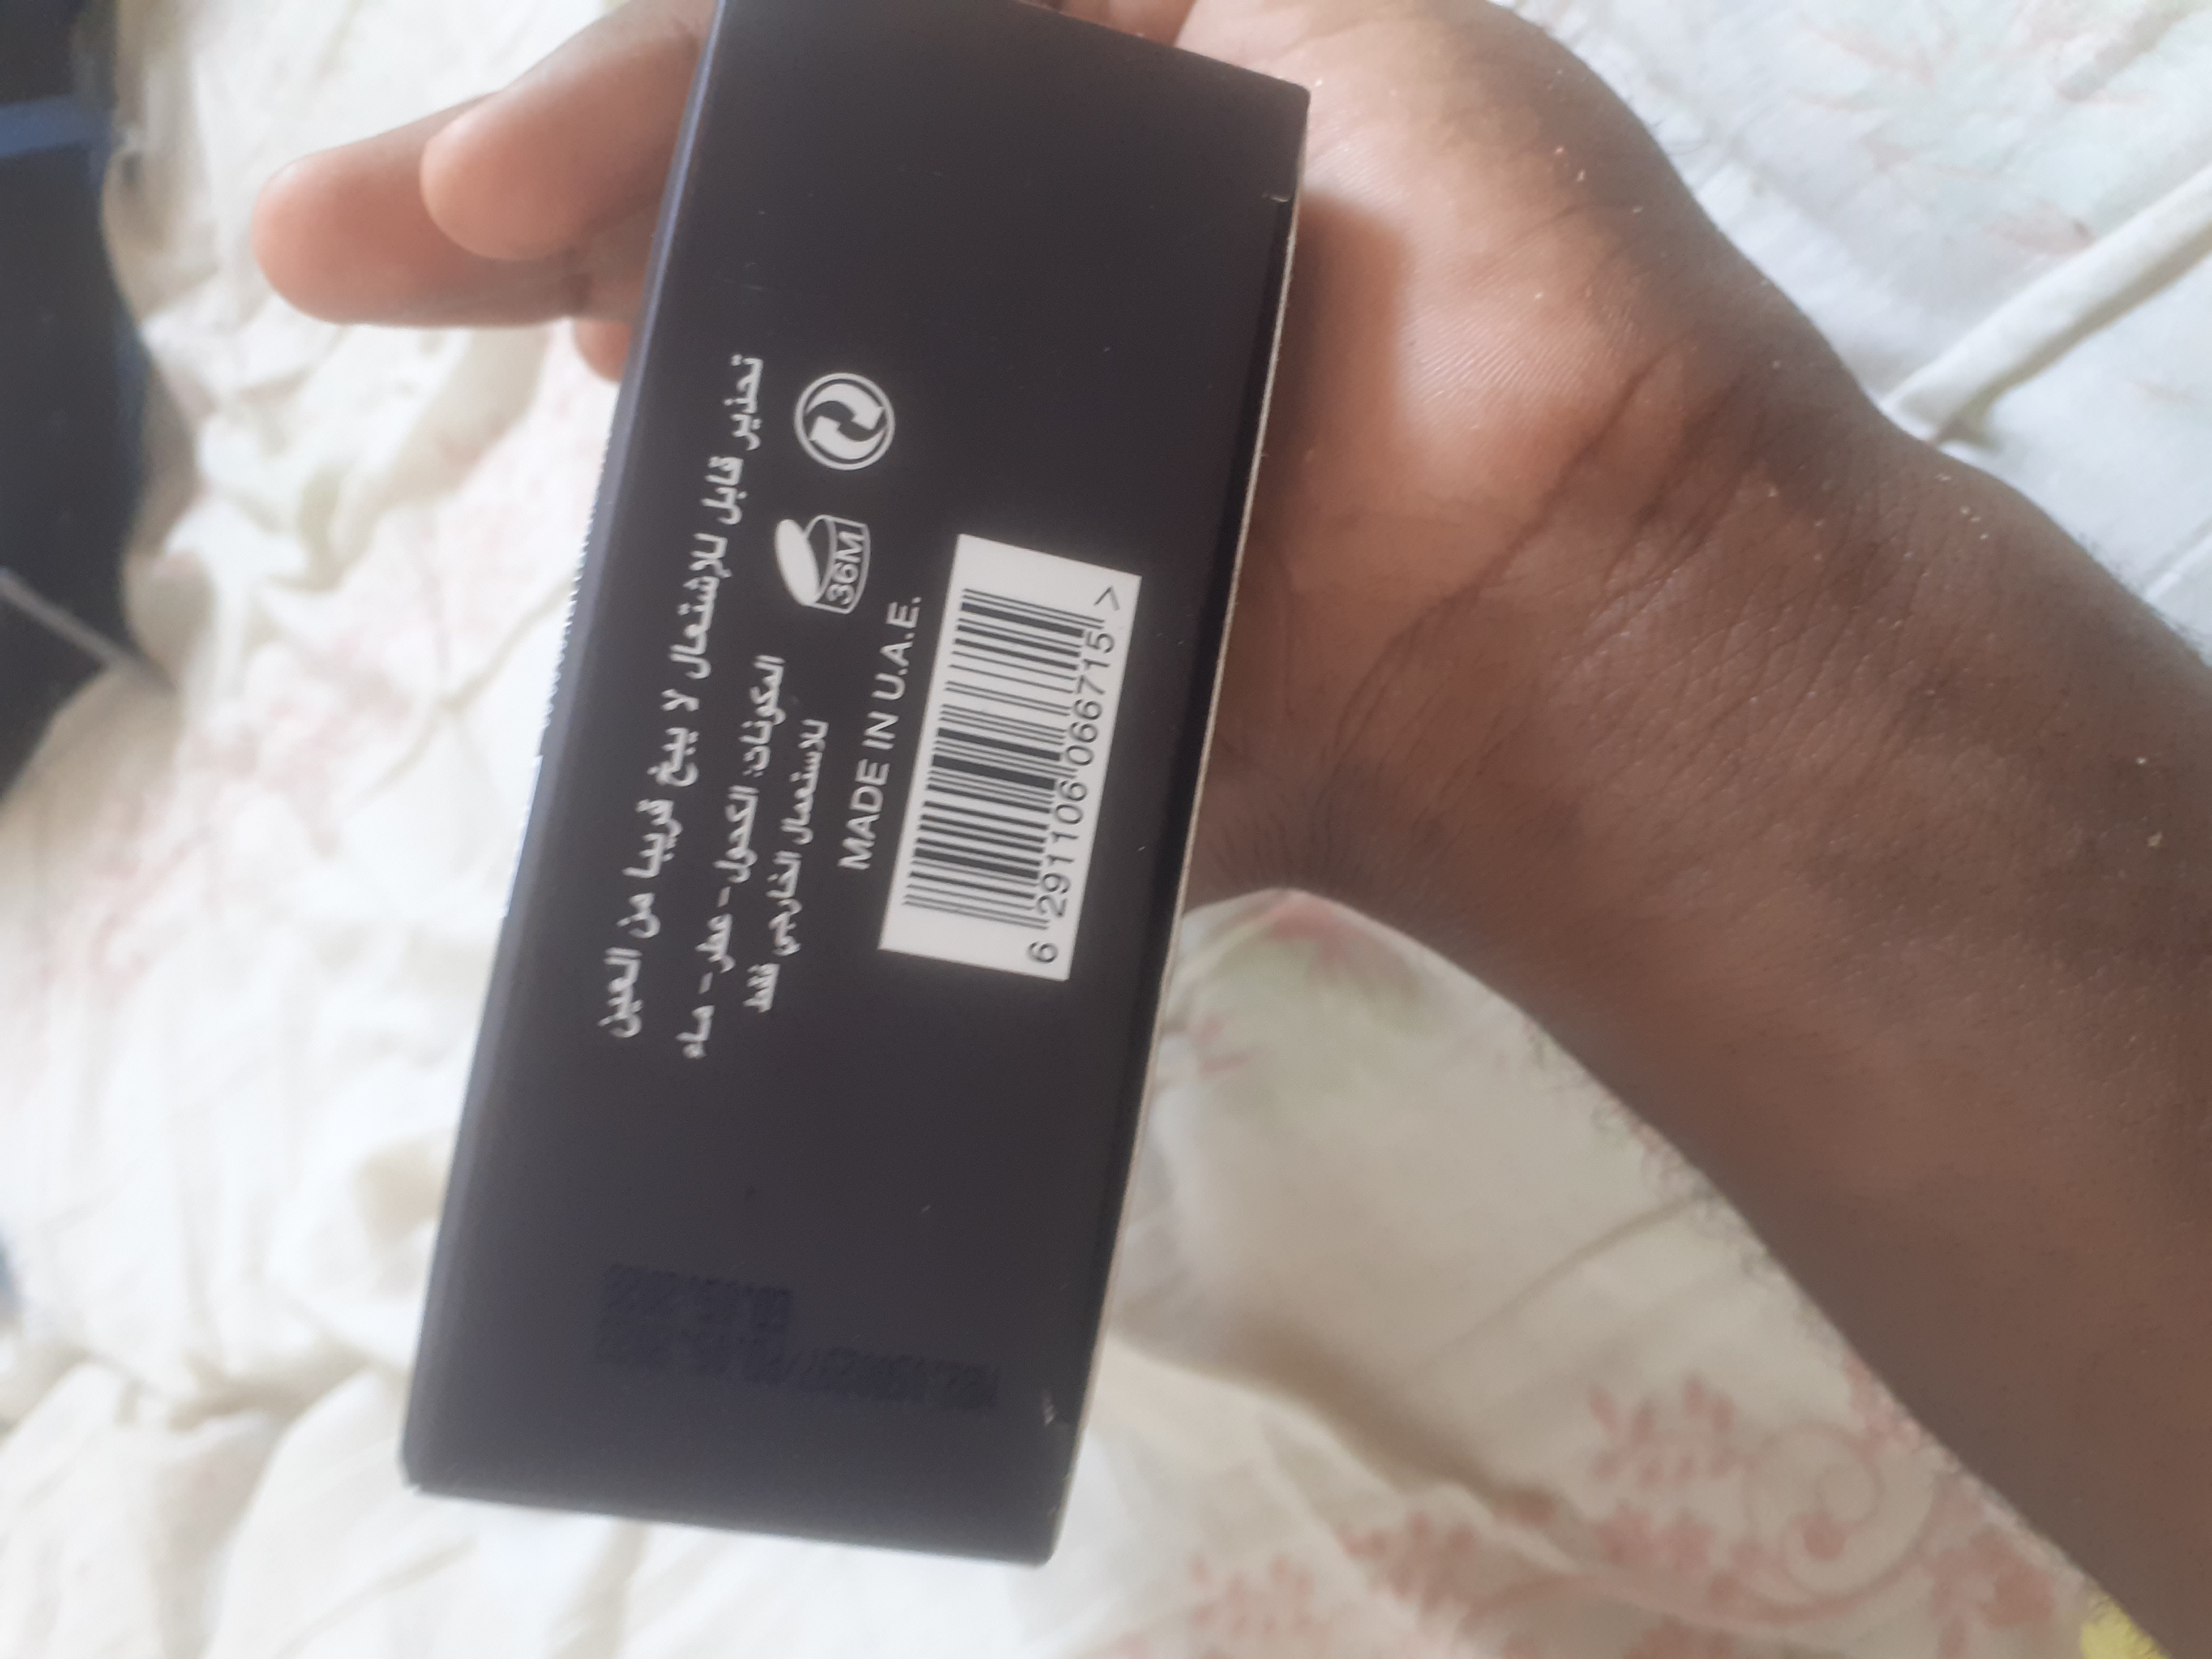 تحذير قابل للإشتعال لا يبخ قريبا من العين
المكونات: الكحول - عطر - ماء
للاستعمال الخارجي فقط
36M
MADE IN U.A.E.
6 291106 066715 >